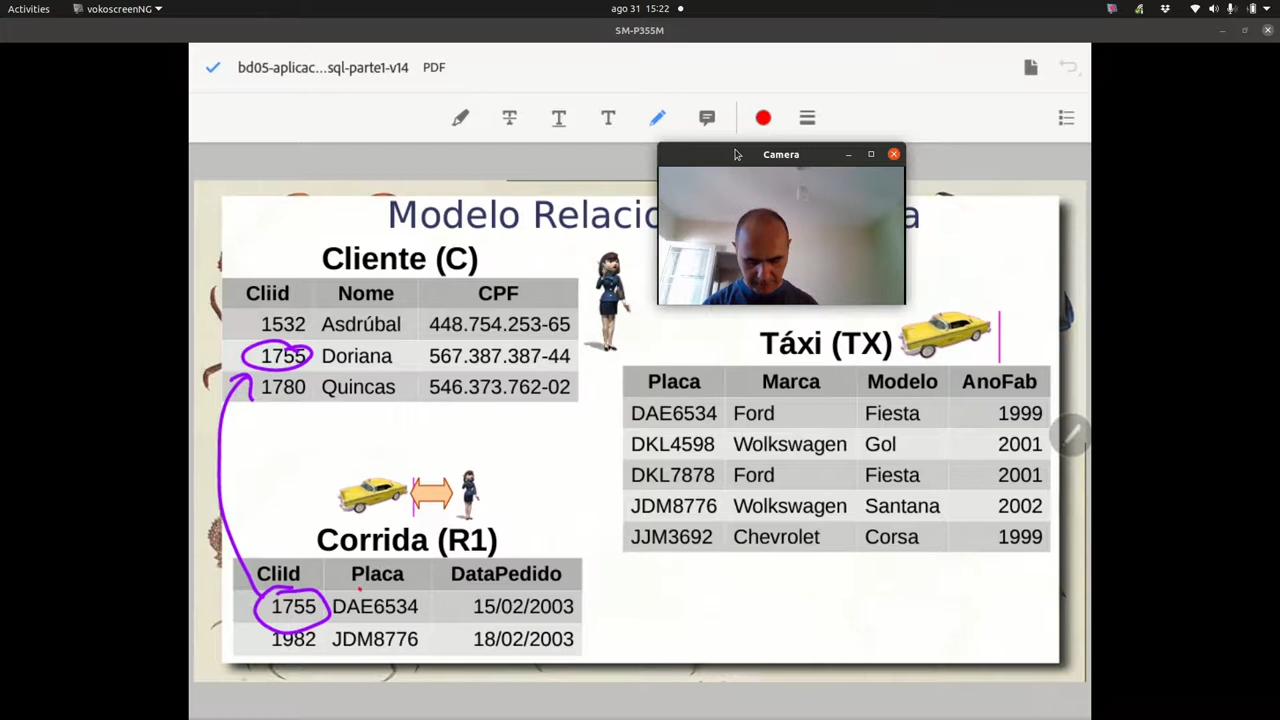 Activities vokoscreenNG ago 31 15:22
SM-P355M
bd05-aplicac...sql-parte1-v14 PDF
Camera
Modelo Relacio a
Cliente (C)
Cliid Nome CPF
1532 Asdrúbal 448.754.253-65
1755 Doriana 567.387.387-44
1780 Quincas 546.373.762-02
Táxi (TX)
Placa Marca Modelo AnoFab
DAE6534 Ford Fiesta 1999
DKL4598 Wolkswagen Gol 2001
DKL7878 Ford Fiesta 2001
JDM8776 Wolkswagen Santana 2002
JJM3692 Chevrolet Corsa 1999
Corrida (R1)
CliId Placa DataPedido
1755 DAE6534 15/02/2003
1982 JDM8776 18/02/2003